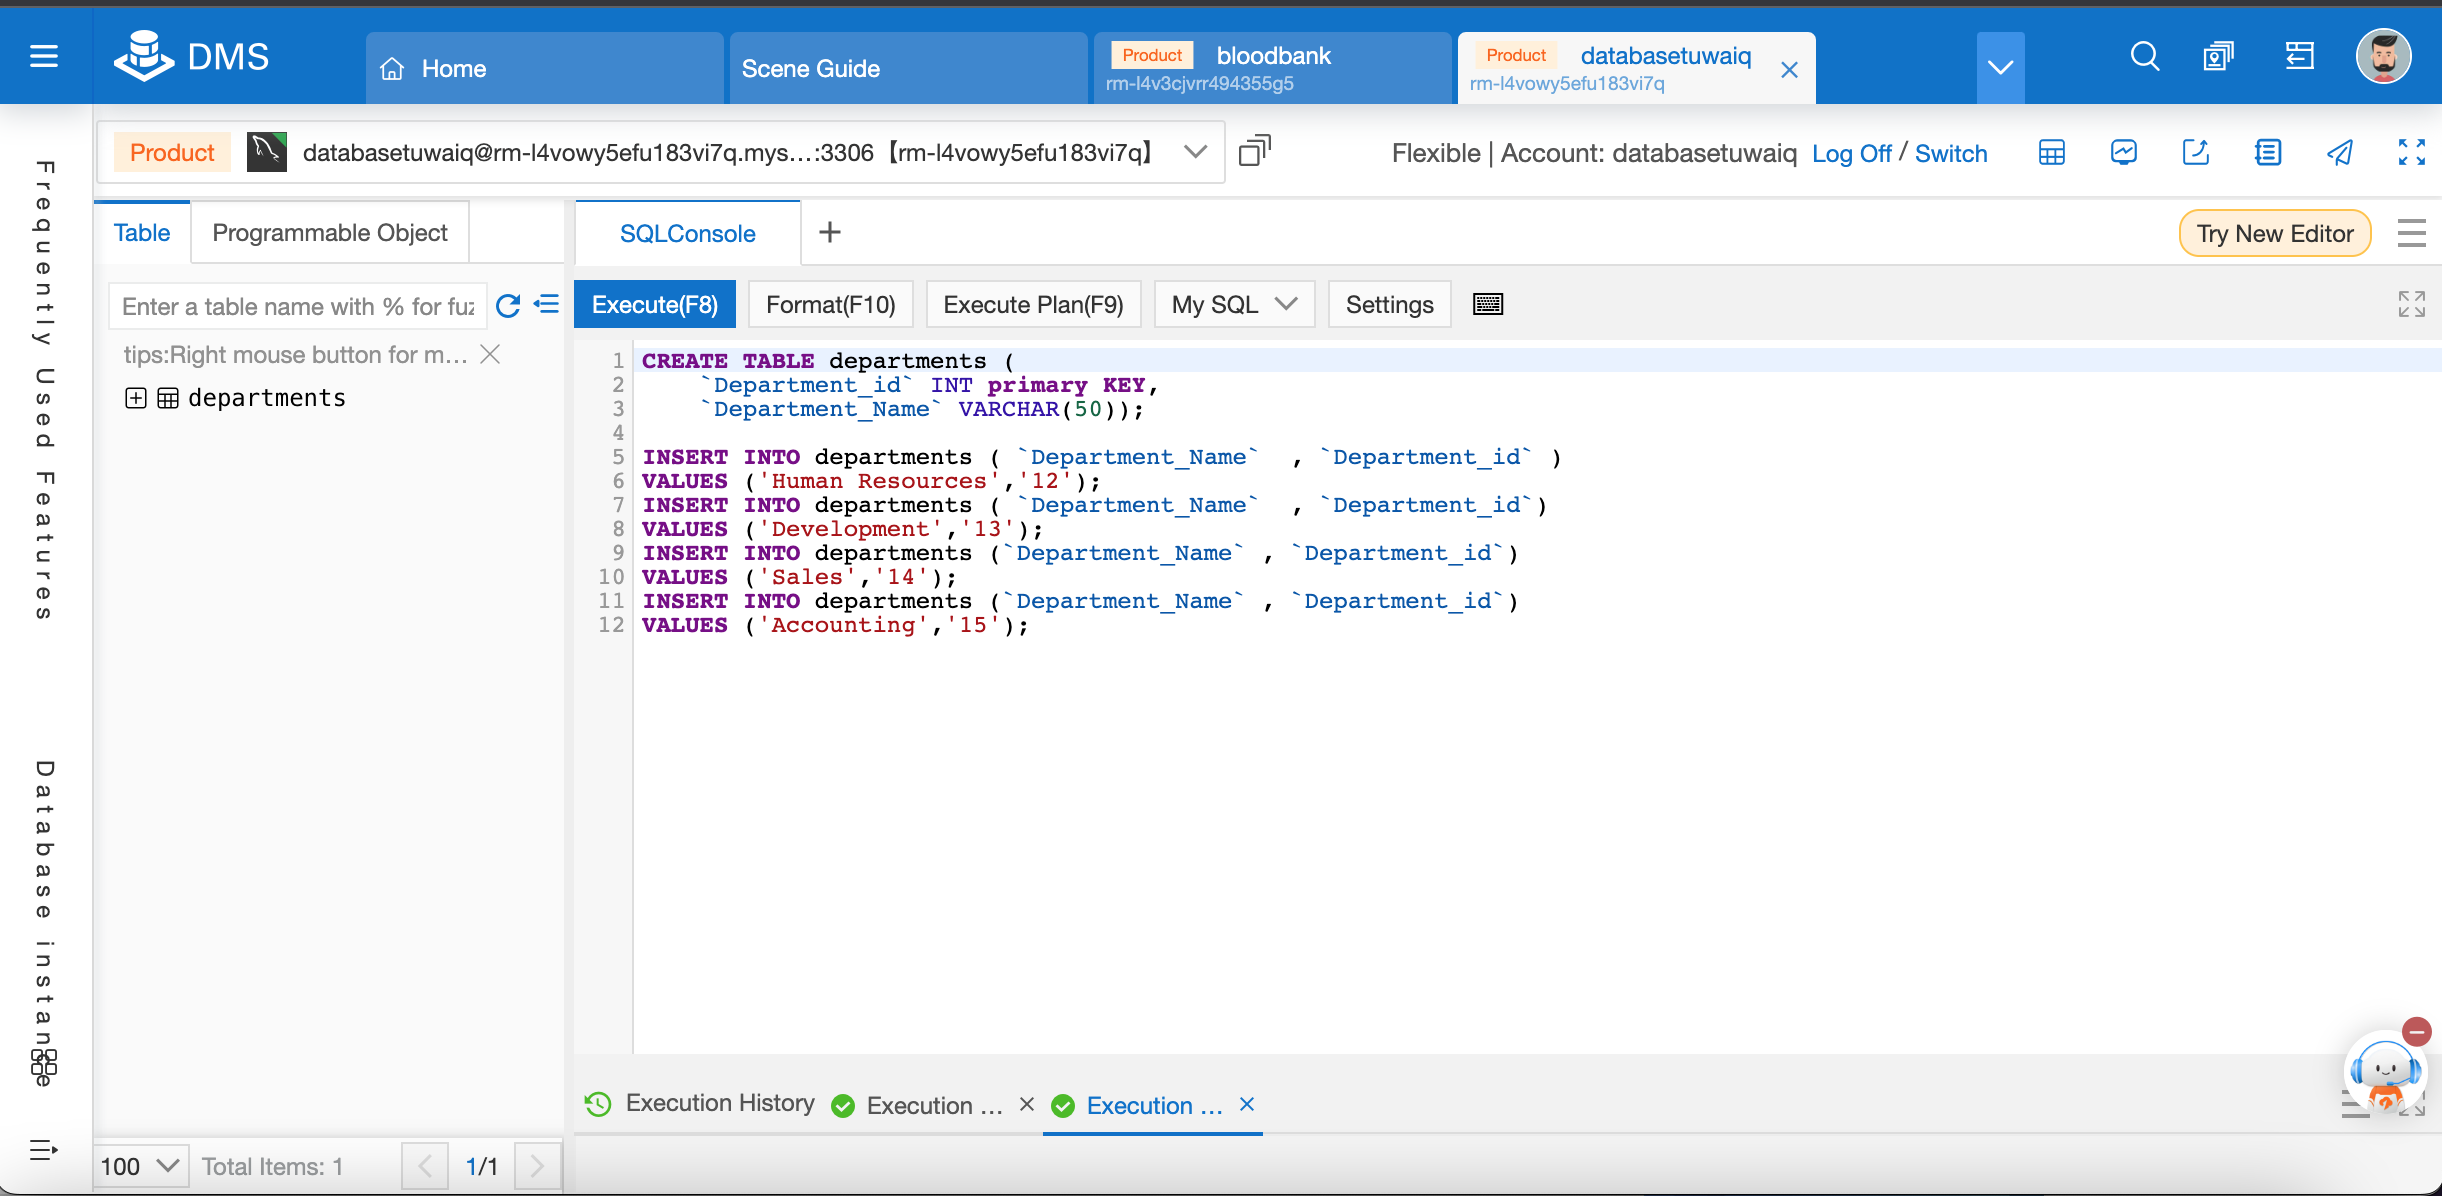 DMS
Home
Scene Guide
Product bloodbank
rm-l4v3cjvrr494355g5
Product databasetuwaiq
rm-l4vowy5efu183vi7q
Product databasetuwaiq@rm-l4vowy5efu183vi7q.mys...:3306【rm-l4vowy5efu183vi7q】
Flexible | Account: databasetuwaiq Log Off / Switch
Frequently Used Features
Database instance
Table
Programmable Object
SQLConsole
+
Try New Editor
Enter a table name with % for fuz
tips:Right mouse button for m...
departments
Execute(F8)
Format(F10)
Execute Plan(F9)
My SQL
Settings
1 CREATE TABLE departments (
2 `Department_id` INT primary KEY,
3 `Department_Name` VARCHAR(50));
4
5 INSERT INTO departments ( `Department_Name`  , `Department_id` )
6 VALUES ('Human Resources','12');
7 INSERT INTO departments ( `Department_Name`  , `Department_id`)
8 VALUES ('Development','13');
9 INSERT INTO departments (`Department_Name` , `Department_id`)
10 VALUES ('Sales','14');
11 INSERT INTO departments (`Department_Name` , `Department_id`)
12 VALUES ('Accounting','15');
Execution History
Execution ...
Execution ...
100
Total Items: 1
1/1